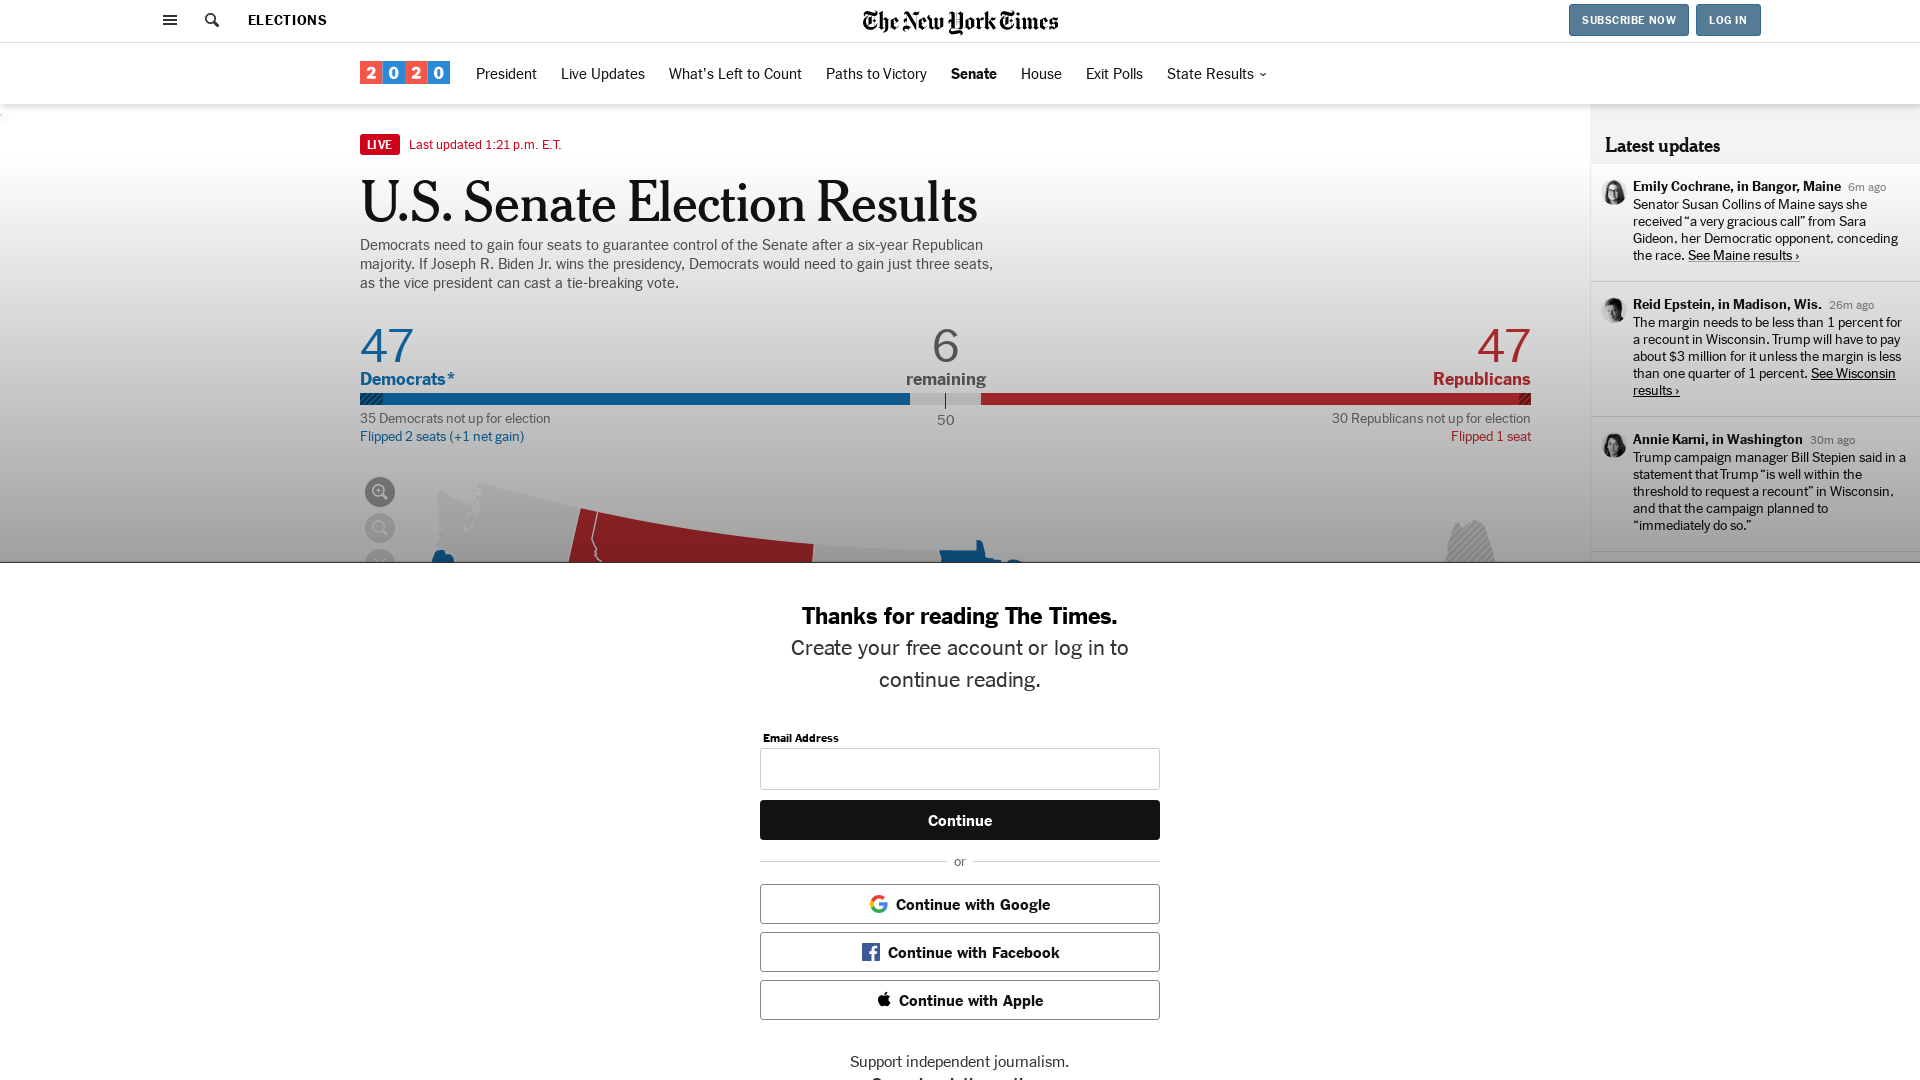 ELECTIONS
The New York Times
SUBSCRIBE NOW
LOG IN
2020
President
Live Updates
What's Left to Count
Paths to Victory
Senate
House
Exit Polls
State Results
LIVE
Last updated 1:21 p.m. E.T.
U.S. Senate Election Results
Democrats need to gain four seats to guarantee control of the Senate after a six-year Republican
majority. If Joseph R. Biden Jr. wins the presidency, Democrats would need to gain just three seats,
as the vice president can cast a tie-breaking vote.
47
6
47
Democrats*
remaining
Republicans
35 Democrats not up for election
50
30 Republicans not up for election
Flipped 2 seats (+1 net gain)
Flipped 1 seat
Latest updates
Emily Cochrane, in Bangor, Maine 6m ago
Senator Susan Collins of Maine says she
received “a very gracious call” from Sara
Gideon, her Democratic opponent, conceding
the race. See Maine results ›
Reid Epstein, in Madison, Wis. 26m ago
The margin needs to be less than 1 percent for
a recount in Wisconsin. Trump will have to pay
about $3 million for it unless the margin is less
than one quarter of 1 percent. See Wisconsin
results ›
Annie Karni, in Washington 30m ago
Trump campaign manager Bill Stepien said in a
statement that Trump “is well within the
threshold to request a recount” in Wisconsin,
and that the campaign planned to
“immediately do so.”
Thanks for reading The Times.
Create your free account or log in to
continue reading.
Email Address
Continue
or
Continue with Google
Continue with Facebook
Continue with Apple
Support independent journalism.